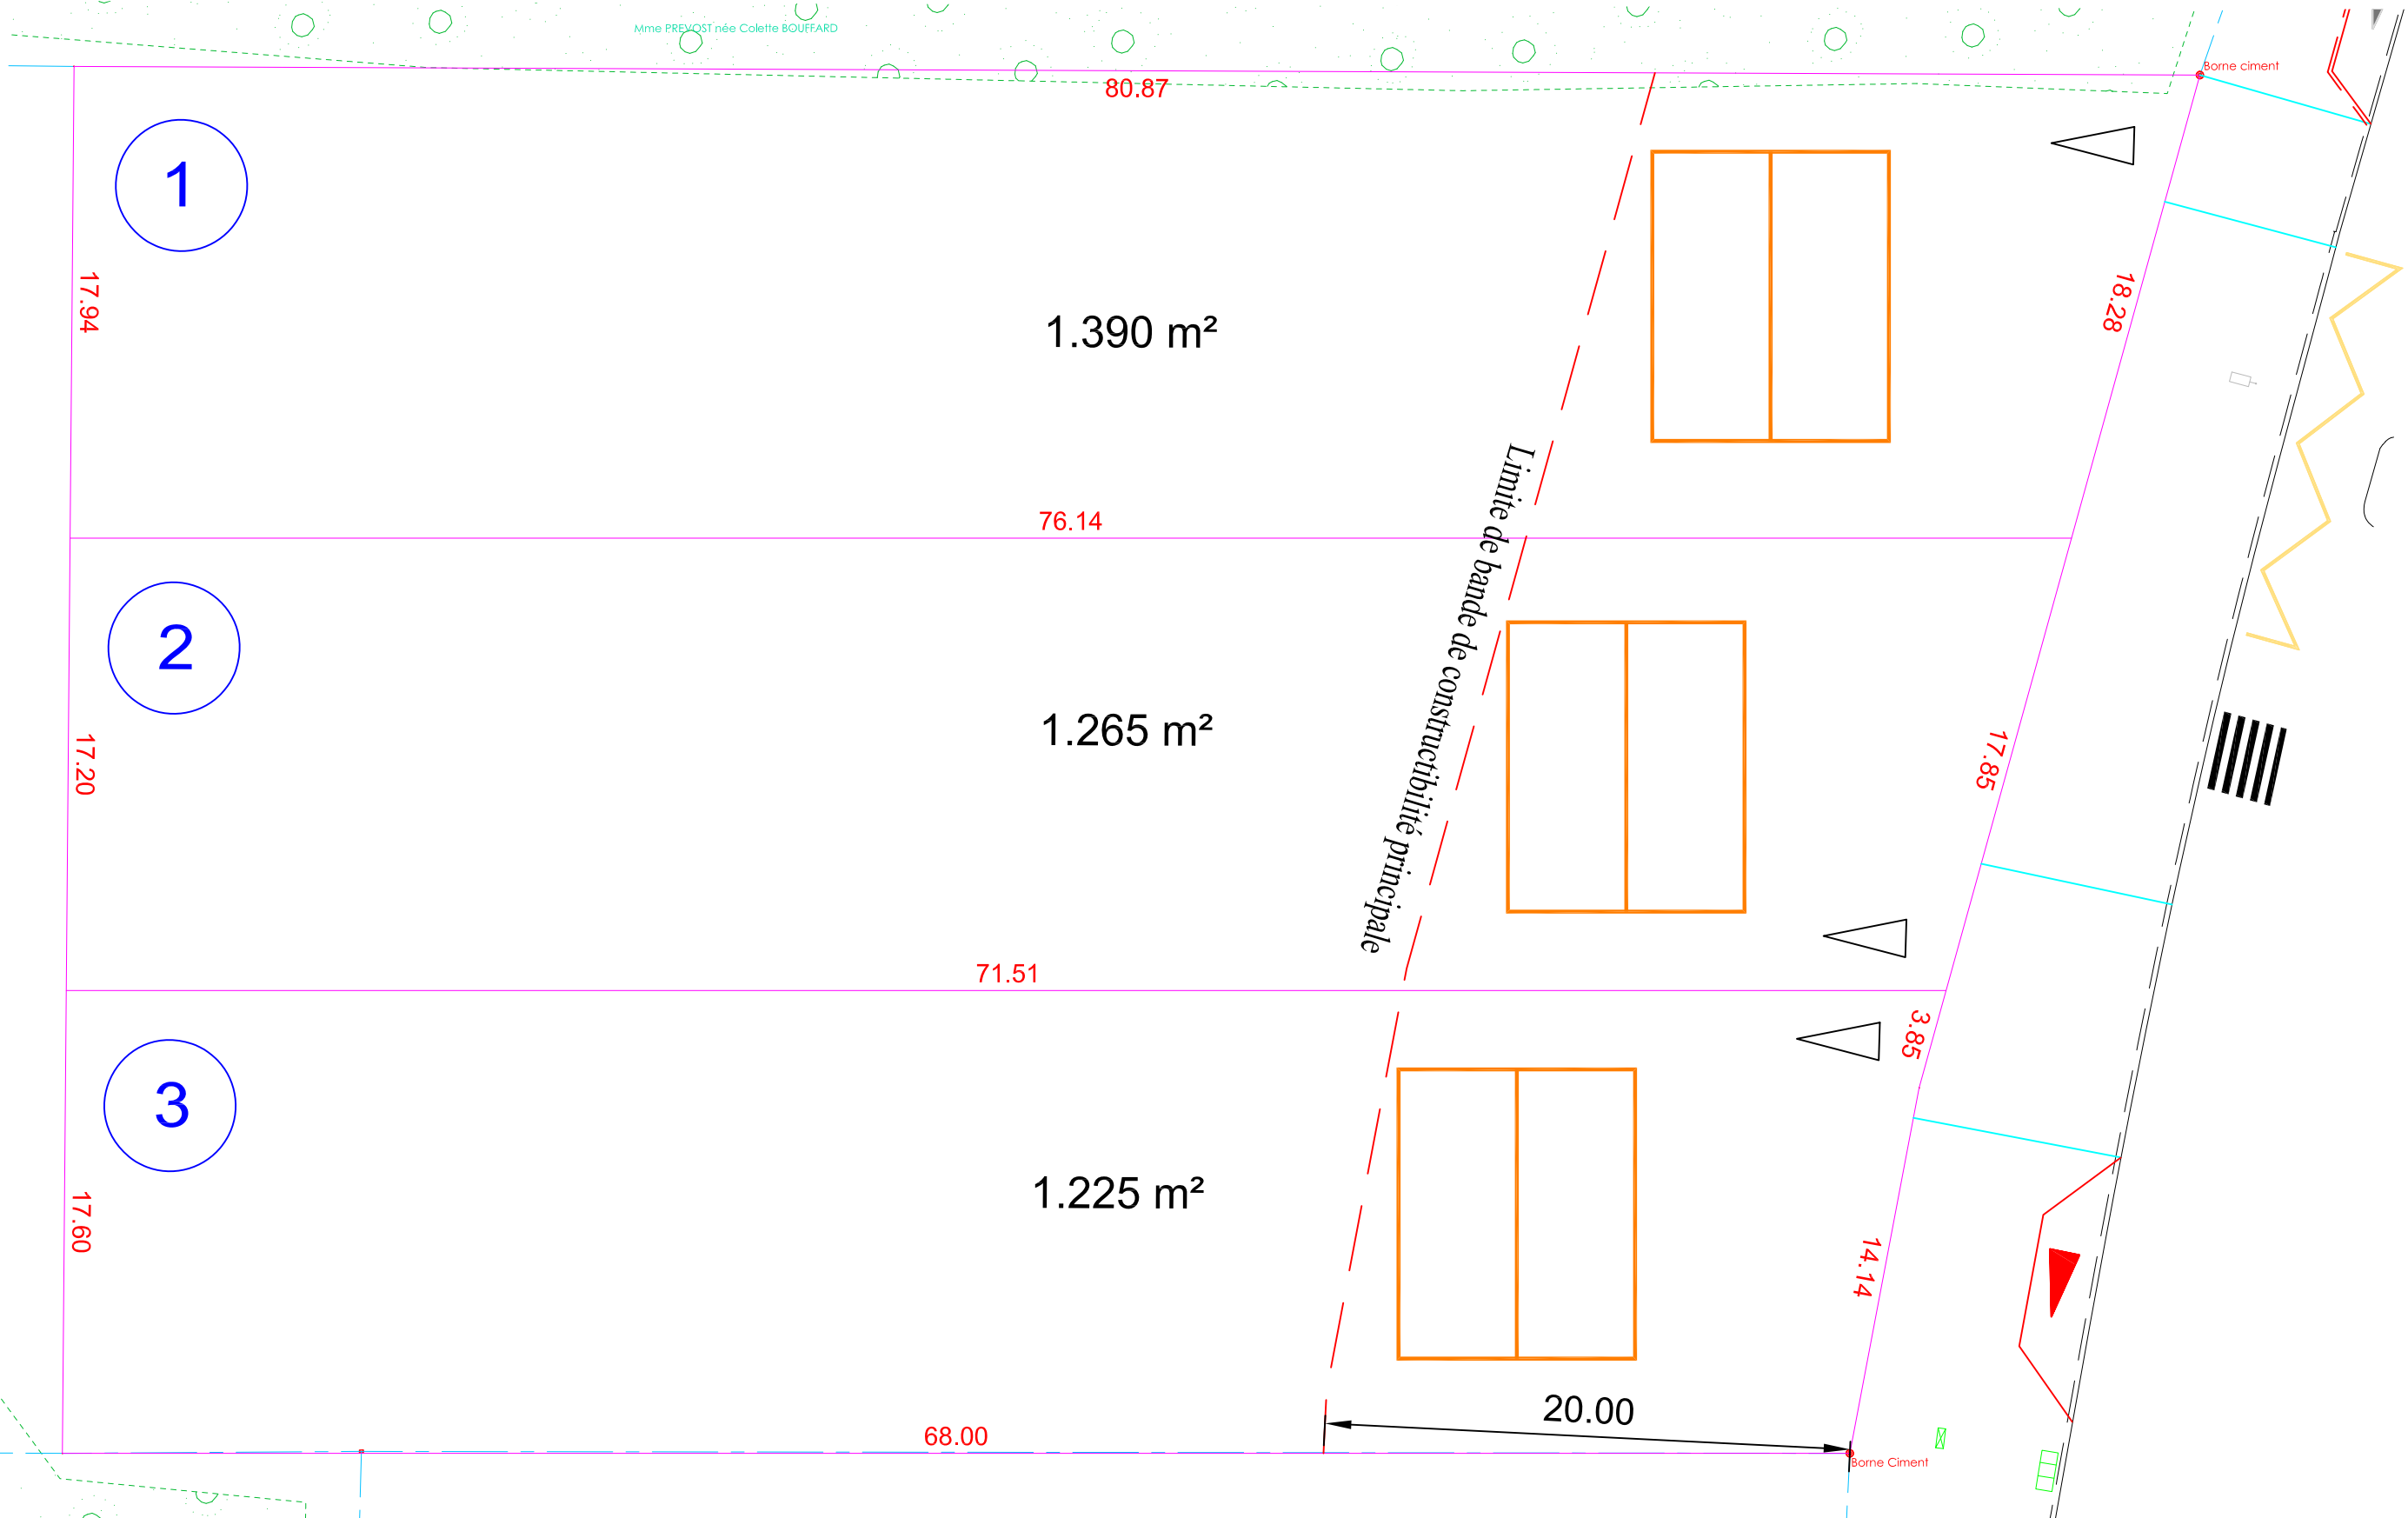 Mme PREVOST née Colette BOUFFARD
Borne ciment
80.87
1
17.94
18.28
1.390 m²
Limite de bande de constructibilité principale
76.14
2
17.20
17.85
1.265 m²
71.51
3.85
3
17.60
1.225 m²
14.14
20.00
68.00
Borne Ciment